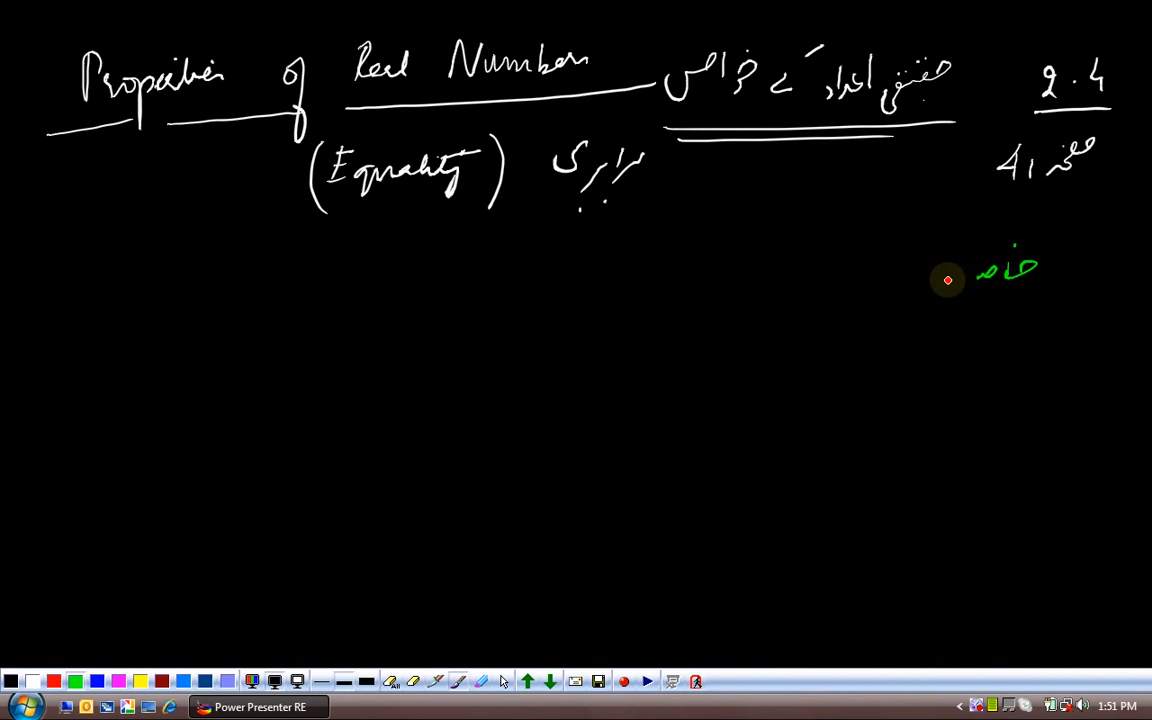 Properties of Real Numbers حقیقی اعداد کے خواص 2.4
(Equality) برابری صفحہ 41
خاصہ
Power Presenter RE
1:51 PM